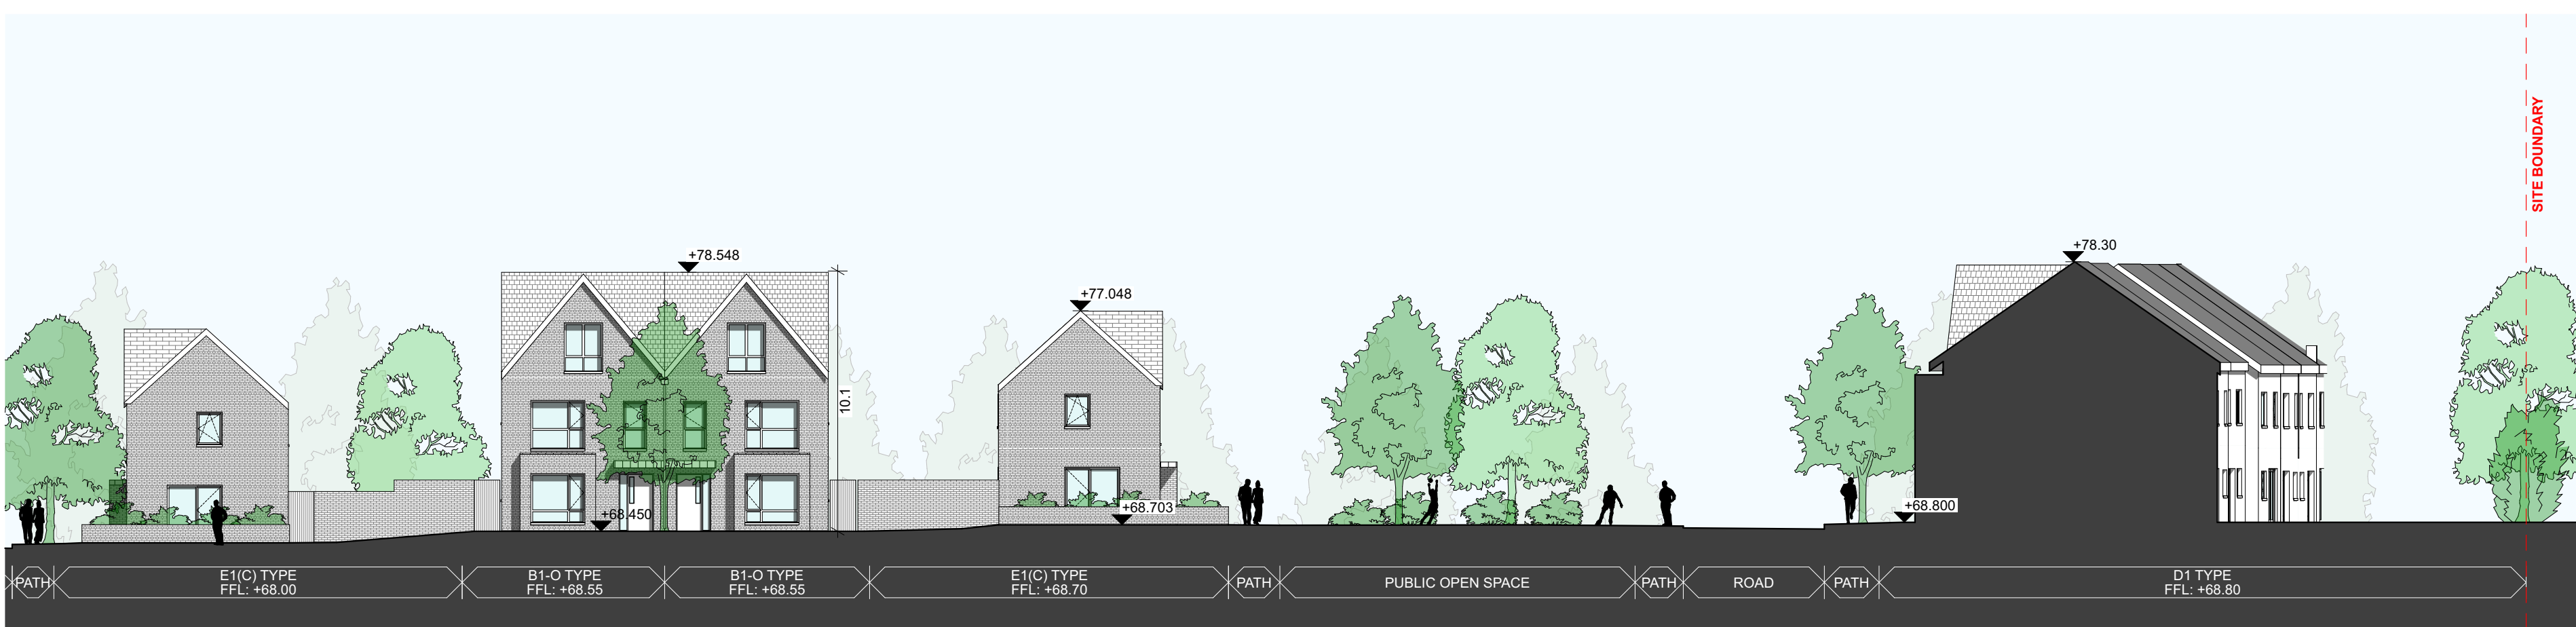 SITE BOUNDARY
+78.548
+78.30
+77.048
10.1
+68.450
+68.703
+68.800
PATH
E1(C) TYPE
FFL: +68.00
B1-O TYPE
FFL: +68.55
B1-O TYPE
FFL: +68.55
E1(C) TYPE
FFL: +68.70
PATH
PUBLIC OPEN SPACE
PATH
ROAD
PATH
D1 TYPE
FFL: +68.80